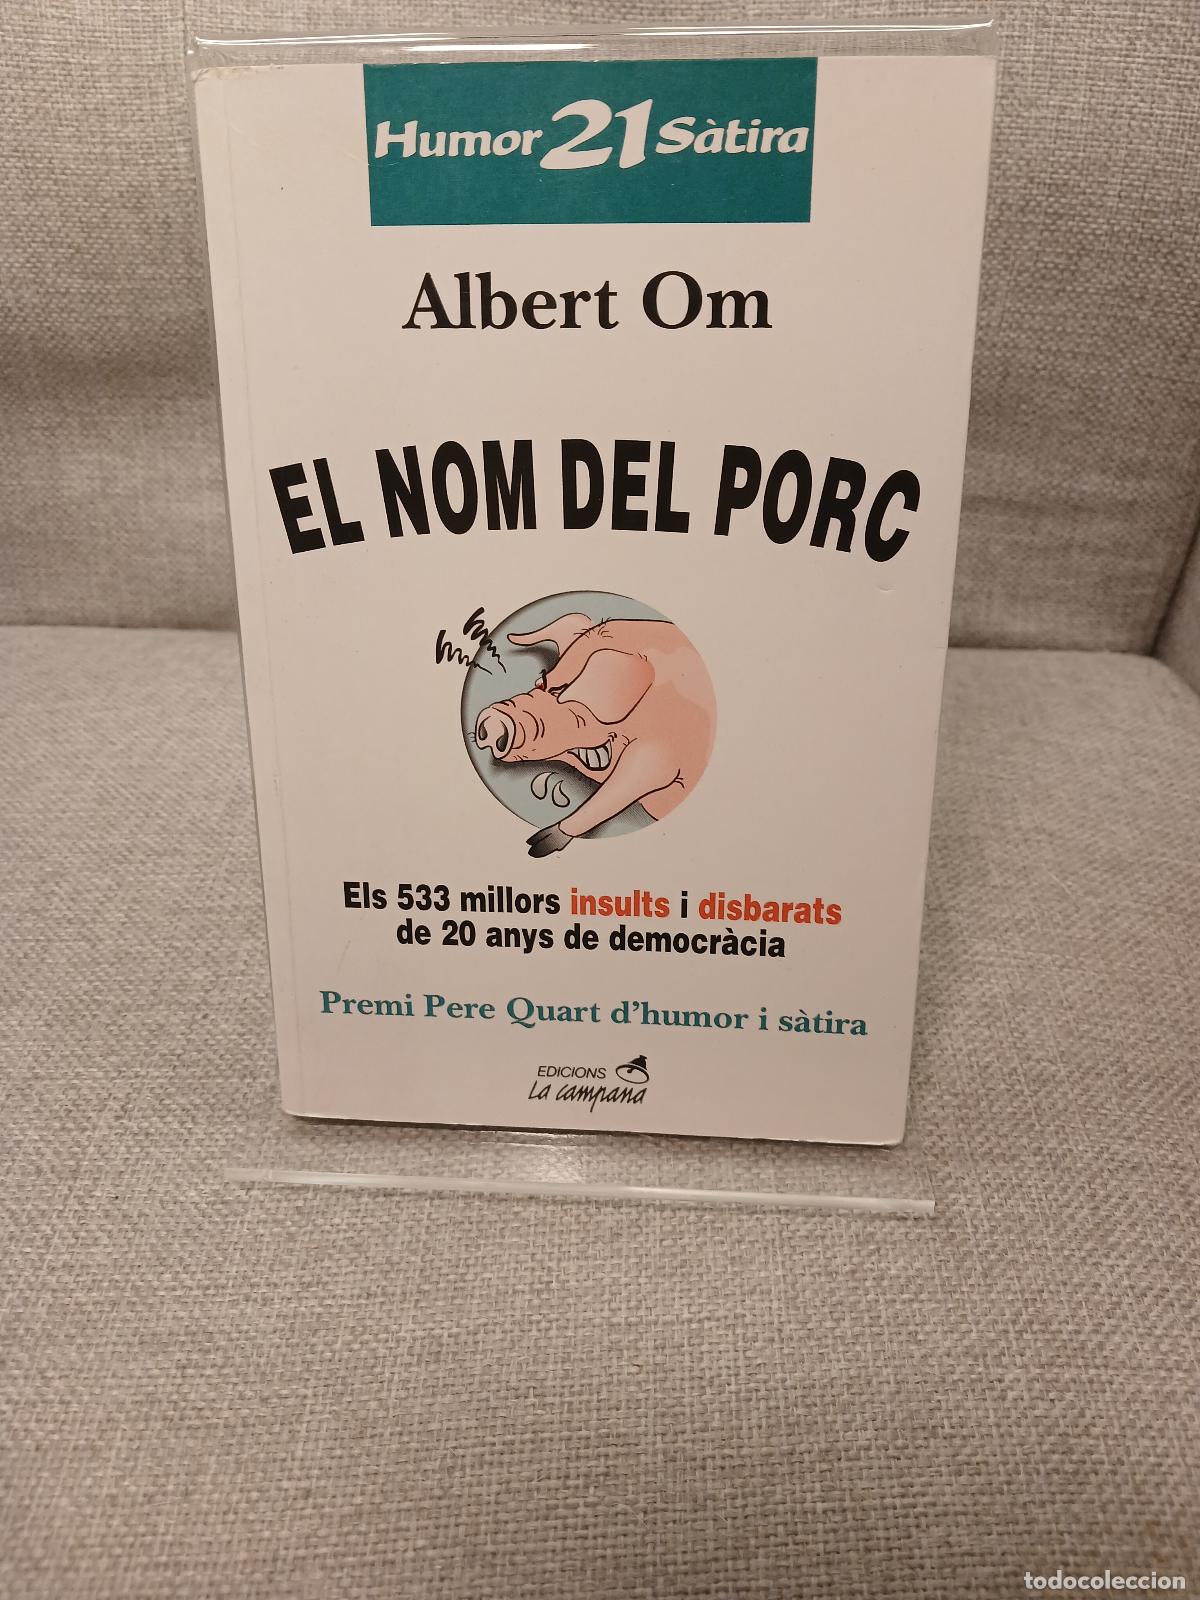 Humor 21 Sàtira
Albert Om
EL NOM DEL PORC
Els 533 millors insults i disbarats
de 20 anys de democràcia
Premi Pere Quart d'humor i sàtira
EDICIONS
La campana
todocoleccion